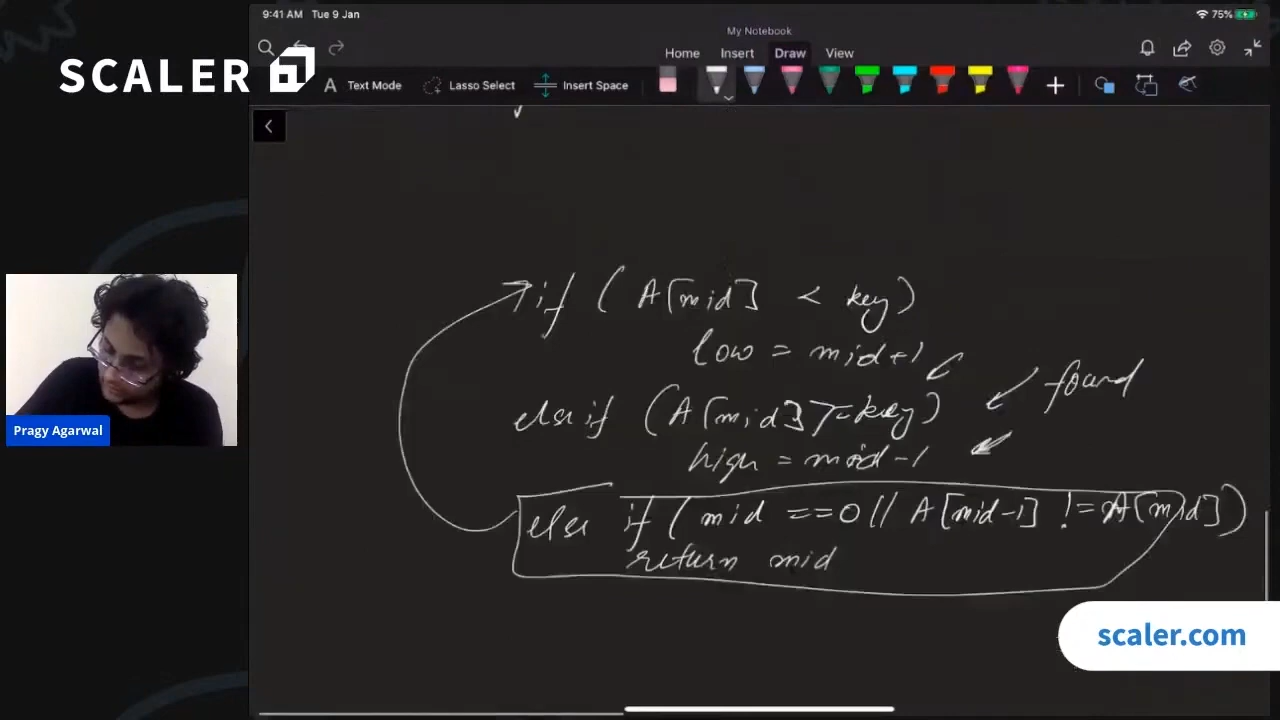 9:41 AM Tue 9 Jan
75%
My Notebook
SCALER
Home Insert Draw View
Text Mode Lasso Select Insert Space
if ( A[mid] < key)
low = mid+1
found
else if (A[mid] >= key)
high = mid-1
Pragy Agarwal
else if ( mid ==0 || A[mid-1] != A[mid])
return mid
scaler.com